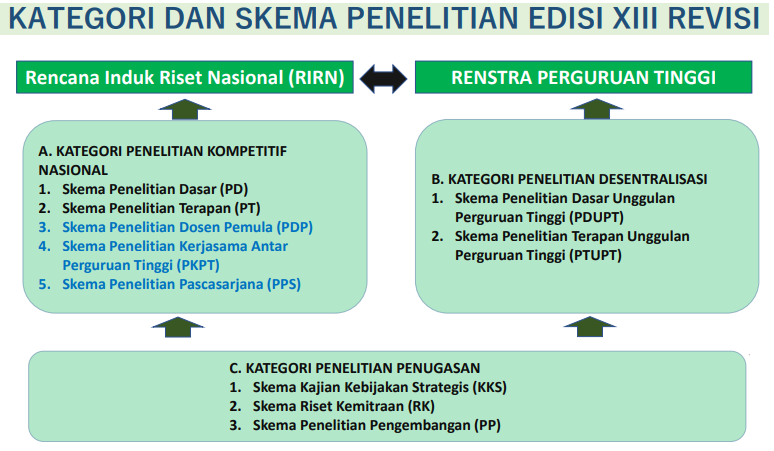 KATEGORI DAN SKEMA PENELITIAN EDISI XIII REVISI
Rencana Induk Riset Nasional (RIRN)
RENSTRA PERGURUAN TINGGI
A. KATEGORI PENELITIAN KOMPETITIF
NASIONAL
1. Skema Penelitian Dasar (PD)
2. Skema Penelitian Terapan (PT)
3. Skema Penelitian Dosen Pemula (PDP)
4. Skema Penelitian Kerjasama Antar
Perguruan Tinggi (PKPT)
5. Skema Penelitian Pascasarjana (PPS)
B. KATEGORI PENELITIAN DESENTRALISASI
1. Skema Penelitian Dasar Unggulan
Perguruan Tinggi (PDUPT)
2. Skema Penelitian Terapan Unggulan
Perguruan Tinggi (PTUPT)
C. KATEGORI PENELITIAN PENUGASAN
1. Skema Kajian Kebijakan Strategis (KKS)
2. Skema Riset Kemitraan (RK)
3. Skema Penelitian Pengembangan (PP)